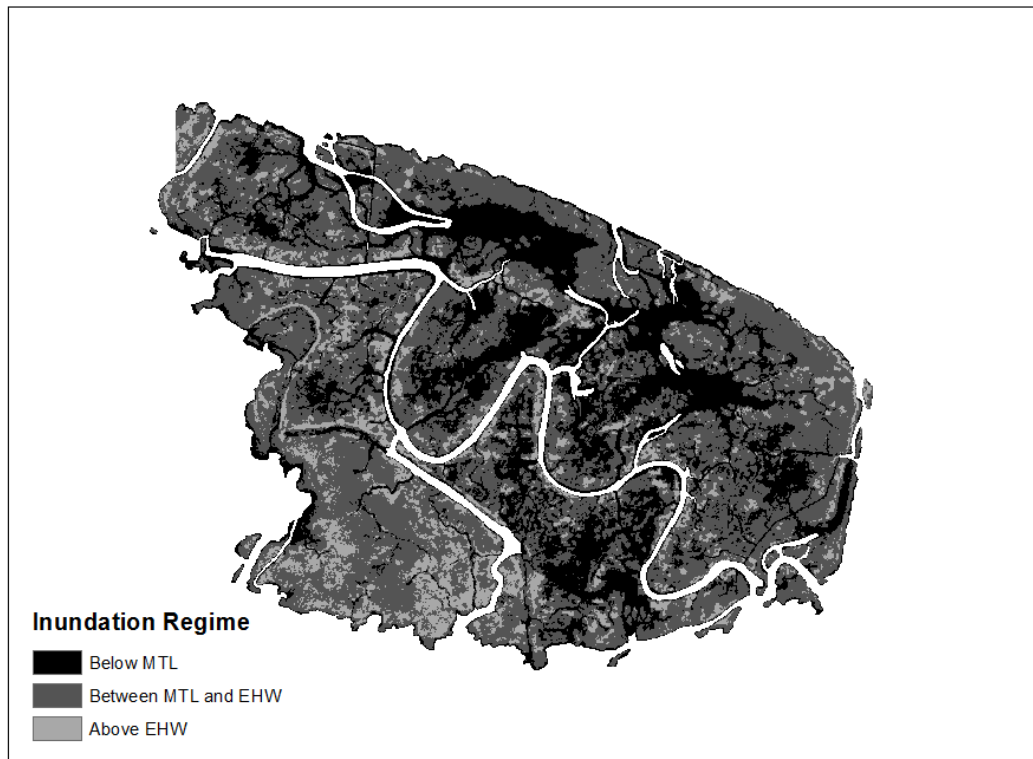 Inundation Regime
Below MTL
Between MTL and EHW
Above EHW